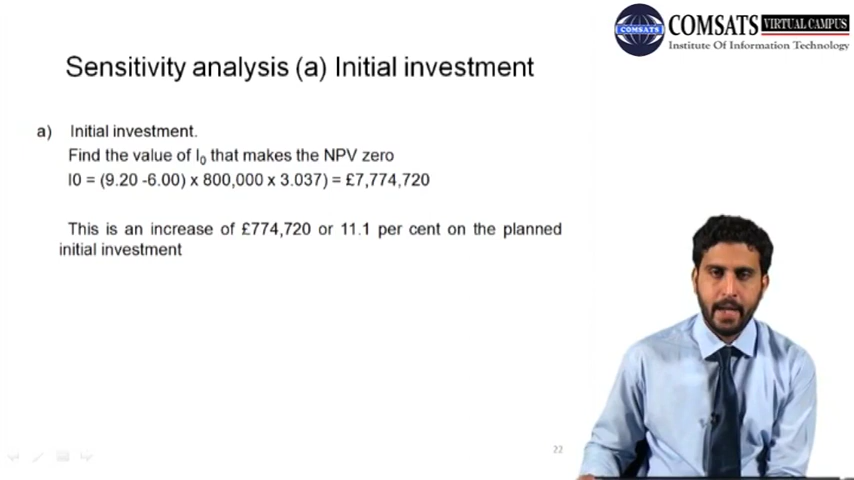 COMSATS
COMSATS VIRTUAL CAMPUS
Institute Of Information Technology
Sensitivity analysis (a) Initial investment
a) Initial investment.
Find the value of I₀ that makes the NPV zero
I0 = (9.20 -6.00) x 800,000 x 3.037) = £7,774,720
This is an increase of £774,720 or 11.1 per cent on the planned
initial investment
22